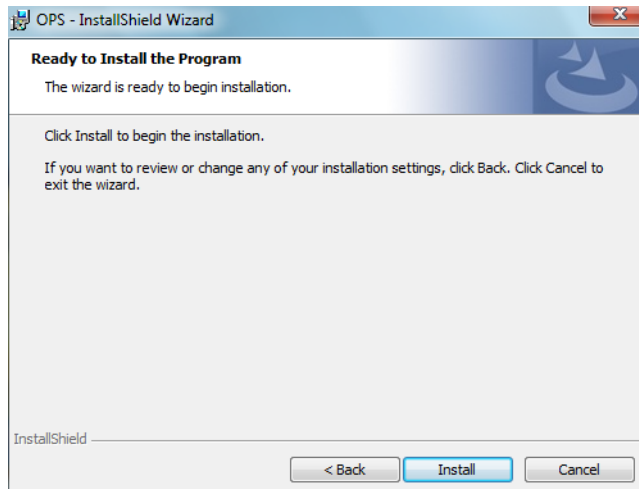 OPS - InstallShield Wizard
Ready to Install the Program
The wizard is ready to begin installation.
Click Install to begin the installation.
If you want to review or change any of your installation settings, click Back. Click Cancel to
exit the wizard.
InstallShield
< Back
Install
Cancel